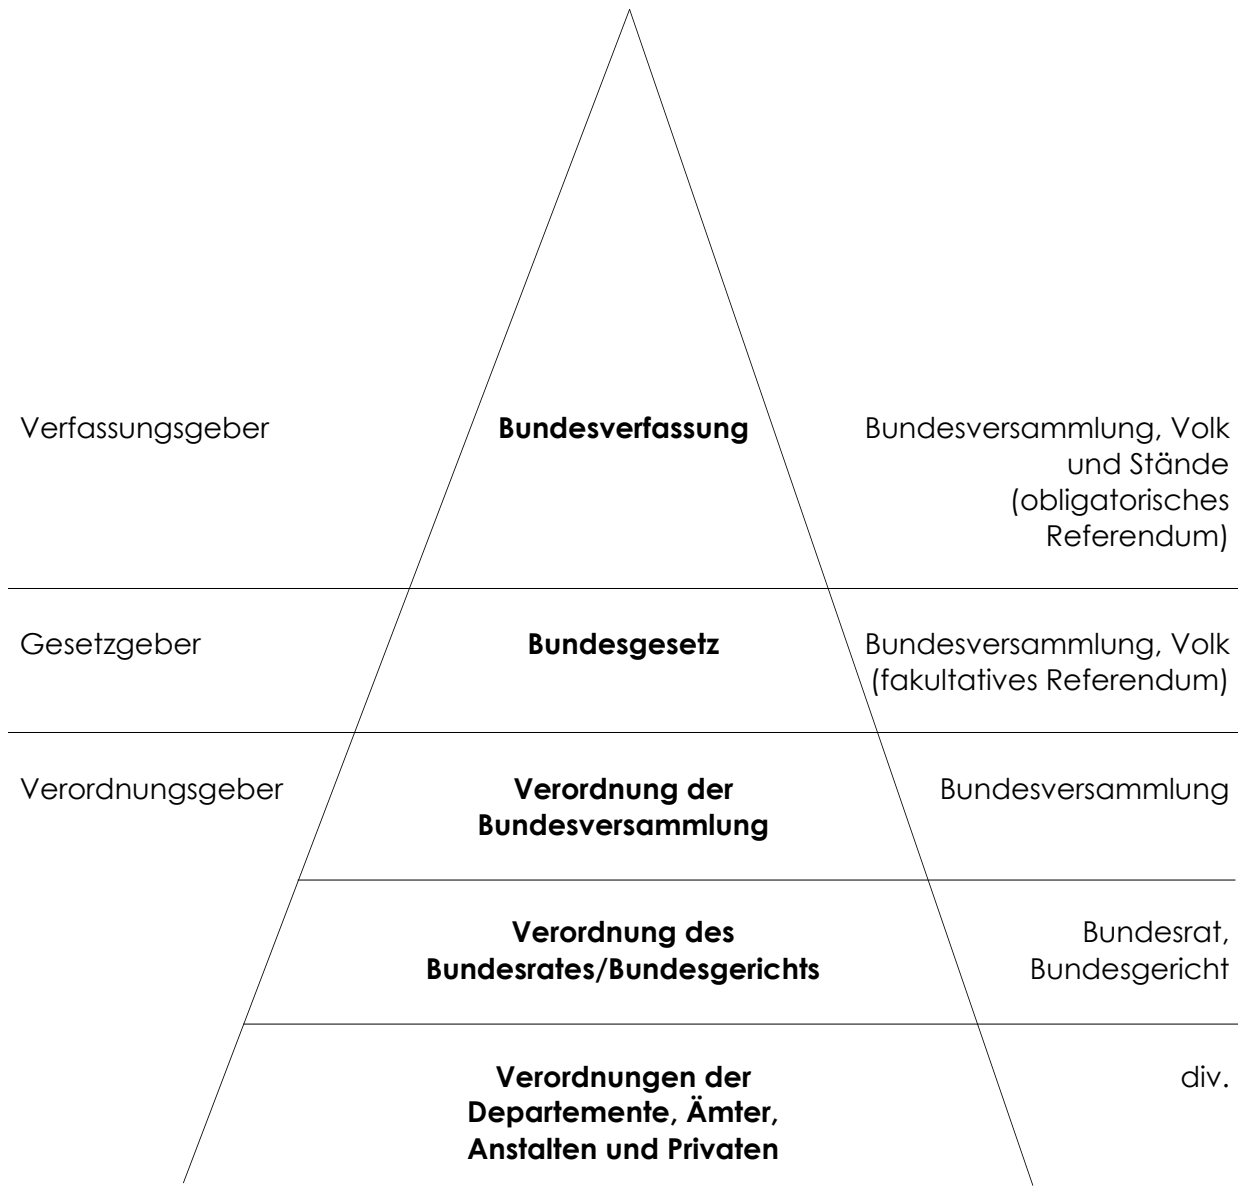 Verfassungsgeber
Bundesverfassung
Bundesversammlung, Volk
und Stände
(obligatorisches
Referendum)
Gesetzgeber
Bundesgesetz
Bundesversammlung, Volk
(fakultatives Referendum)
Verordnungsgeber
Verordnung der
Bundesversammlung
Bundesversammlung
Verordnung des
Bundesrates/Bundesgerichts
Bundesrat,
Bundesgericht
Verordnungen der
Departemente, Ämter,
Anstalten und Privaten
div.